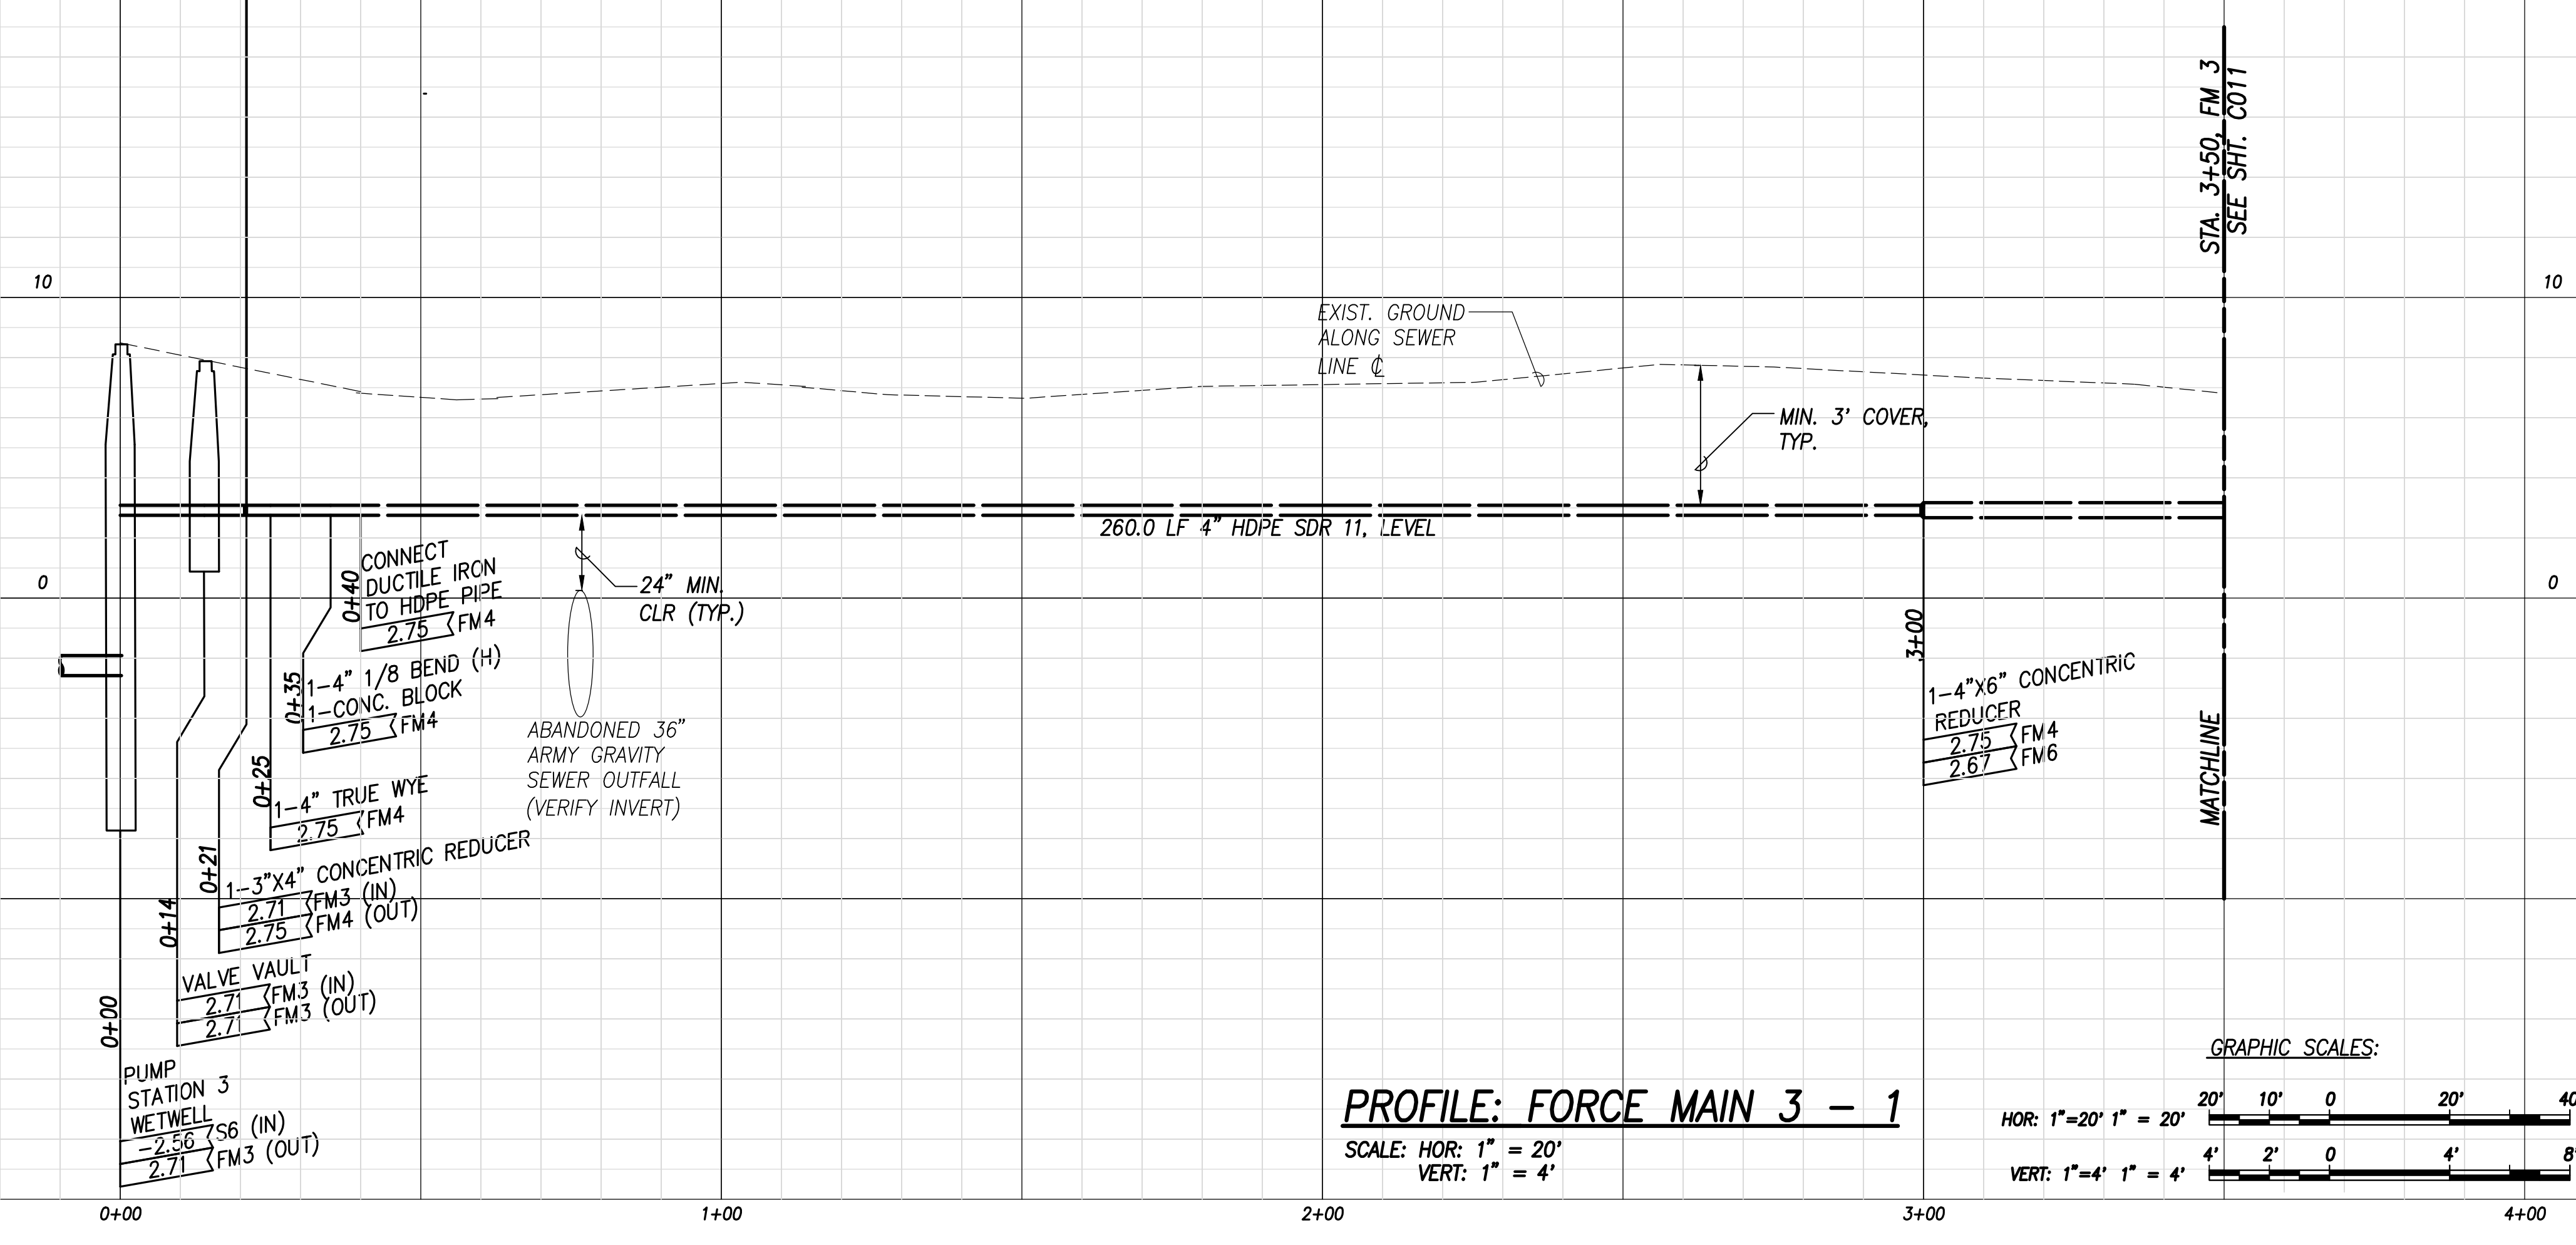 STA. 3+50, FM 3
SEE SHT. C011
10
10
EXIST. GROUND
ALONG SEWER
LINE ℄
MIN. 3' COVER,
TYP.
260.0 LF 4" HDPE SDR 11, LEVEL
0
0
24" MIN.
CLR (TYP.)
0+40
CONNECT
DUCTILE IRON
TO HDPE PIPE
2.75 FM4
0+35
1-4" 1/8 BEND (H)
1-CONC. BLOCK
2.75 FM4
ABANDONED 36"
ARMY GRAVITY
SEWER OUTFALL
(VERIFY INVERT)
0+25
1-4" TRUE WYE
2.75 FM4
0+21
1-3"X4" CONCENTRIC REDUCER
2.71 FM3 (IN)
2.75 FM4 (OUT)
0+14
VALVE VAULT
2.71 FM3 (IN)
2.71 FM3 (OUT)
0+00
PUMP
STATION 3
WETWELL
-2.56 S6 (IN)
2.71 FM3 (OUT)
3+00
1-4"X6" CONCENTRIC
REDUCER
2.75 FM4
2.67 FM6
MATCHLINE
PROFILE: FORCE MAIN 3 - 1
SCALE: HOR: 1" = 20'
VERT: 1" = 4'
GRAPHIC SCALES:
20' 10' 0 20' 40
HOR: 1"=20' 1" = 20'
4' 2' 0 4' 8'
VERT: 1"=4' 1" = 4'
0+00 1+00 2+00 3+00 4+00